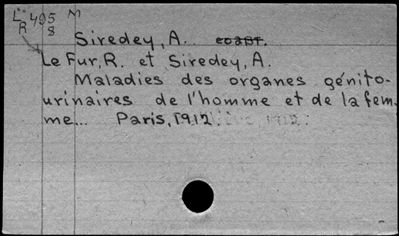 L 495 M
R 8
Siredey, A. coaut.
Le Fur, R. et Siredey, A.
Maladies des organes génito-
urinaires de l'homme et de la fem-
me... Paris, 1912.